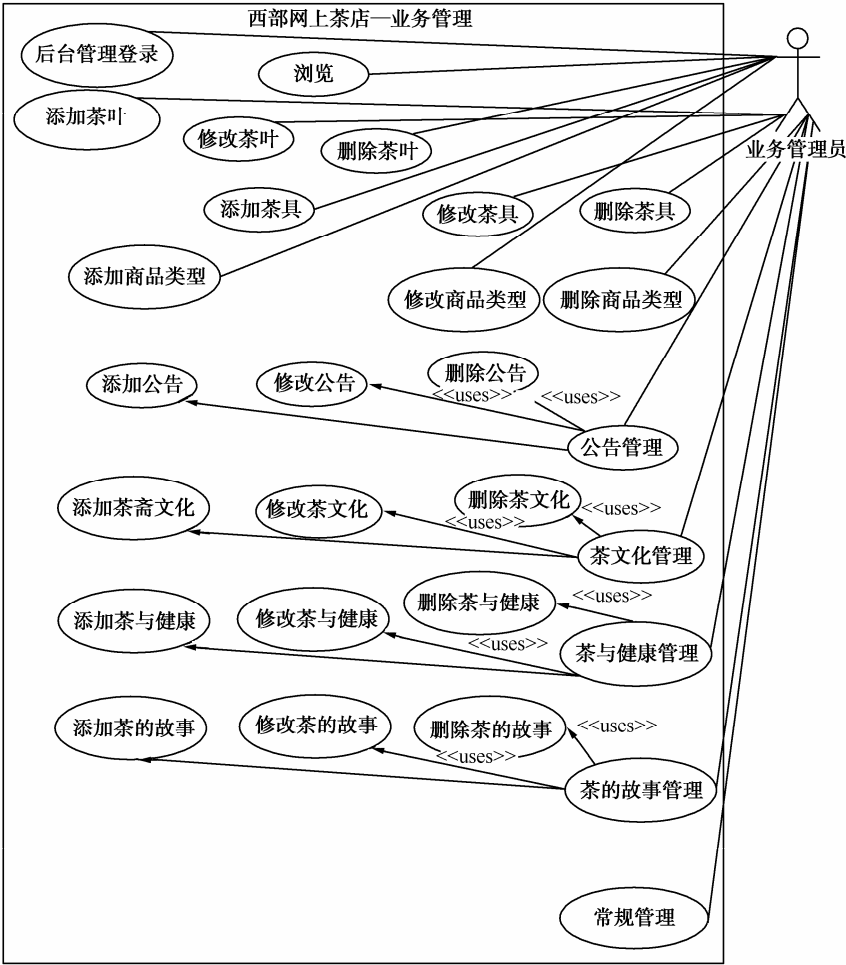 西部网上茶店—业务管理
后台管理登录
浏览
添加茶叶
修改茶叶
删除茶叶
业务管理员
添加茶具
修改茶具
删除茶具
添加商品类型
修改商品类型
删除商品类型
添加公告
修改公告
删除公告
<<uses>>
<<uses>>
公告管理
添加茶斋文化
修改茶文化
删除茶文化
<<uses>>
<<uses>>
茶文化管理
添加茶与健康
修改茶与健康
删除茶与健康
<<uses>>
<<uses>>
茶与健康管理
添加茶的故事
修改茶的故事
删除茶的故事
<<uses>>
<<uses>>
茶的故事管理
常规管理